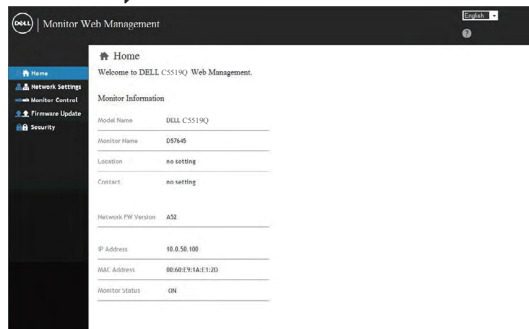 DELL | Monitor Web Management
English
?
Home
Network Settings
Monitor Control
Firmware Update
Security
Home
Welcome to DELL C5519Q Web Management.
Monitor Information
Model Name DELL C5519Q
Monitor Name D57645
Location no setting
Contact no setting
Network FW Version A52
IP Address 10.0.50.100
MAC Address 00:60:E9:1A:E1:2D
Monitor Status ON